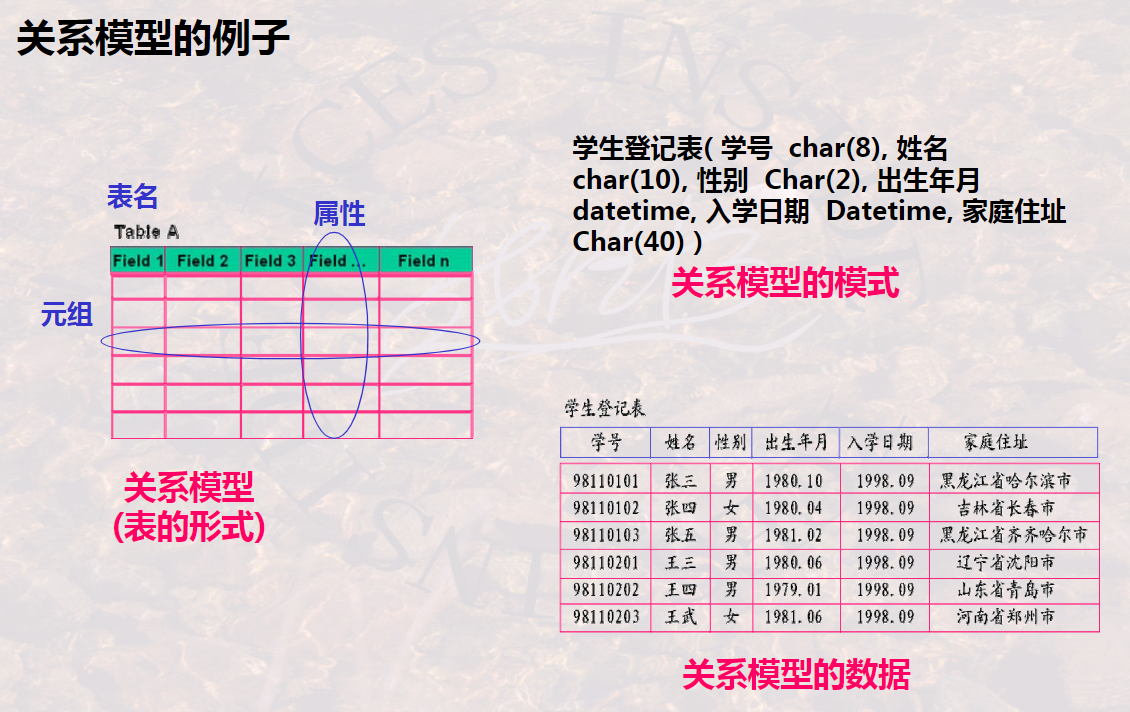 关系模型的例子
表名
属性
Table A
Field 1 Field 2 Field 3 Field ... Field n
元组
关系模型
(表的形式)
学生登记表( 学号 char(8), 姓名
char(10), 性别 Char(2), 出生年月
datetime, 入学日期 Datetime, 家庭住址
Char(40) )
关系模型的模式
学生登记表
学号 姓名 性别 出生年月 入学日期 家庭住址
98110101 张三 男 1980.10 1998.09 黑龙江省哈尔滨市
98110102 张四 女 1980.04 1998.09 吉林省长春市
98110103 张五 男 1981.02 1998.09 黑龙江省齐齐哈尔市
98110201 王三 男 1980.06 1998.09 辽宁省沈阳市
98110202 王四 男 1979.01 1998.09 山东省青岛市
98110203 王武 女 1981.06 1998.09 河南省郑州市
关系模型的数据